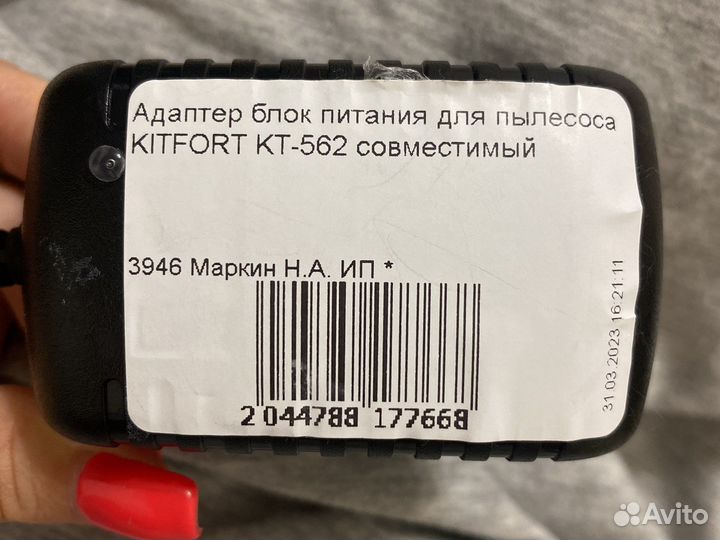 Адаптер блок питания для пылесоса
KITFORT KT-562 совместимый
3946 Маркин Н.А. ИП *
2 044788 177668
31.03.2023 16:21:11
Avito